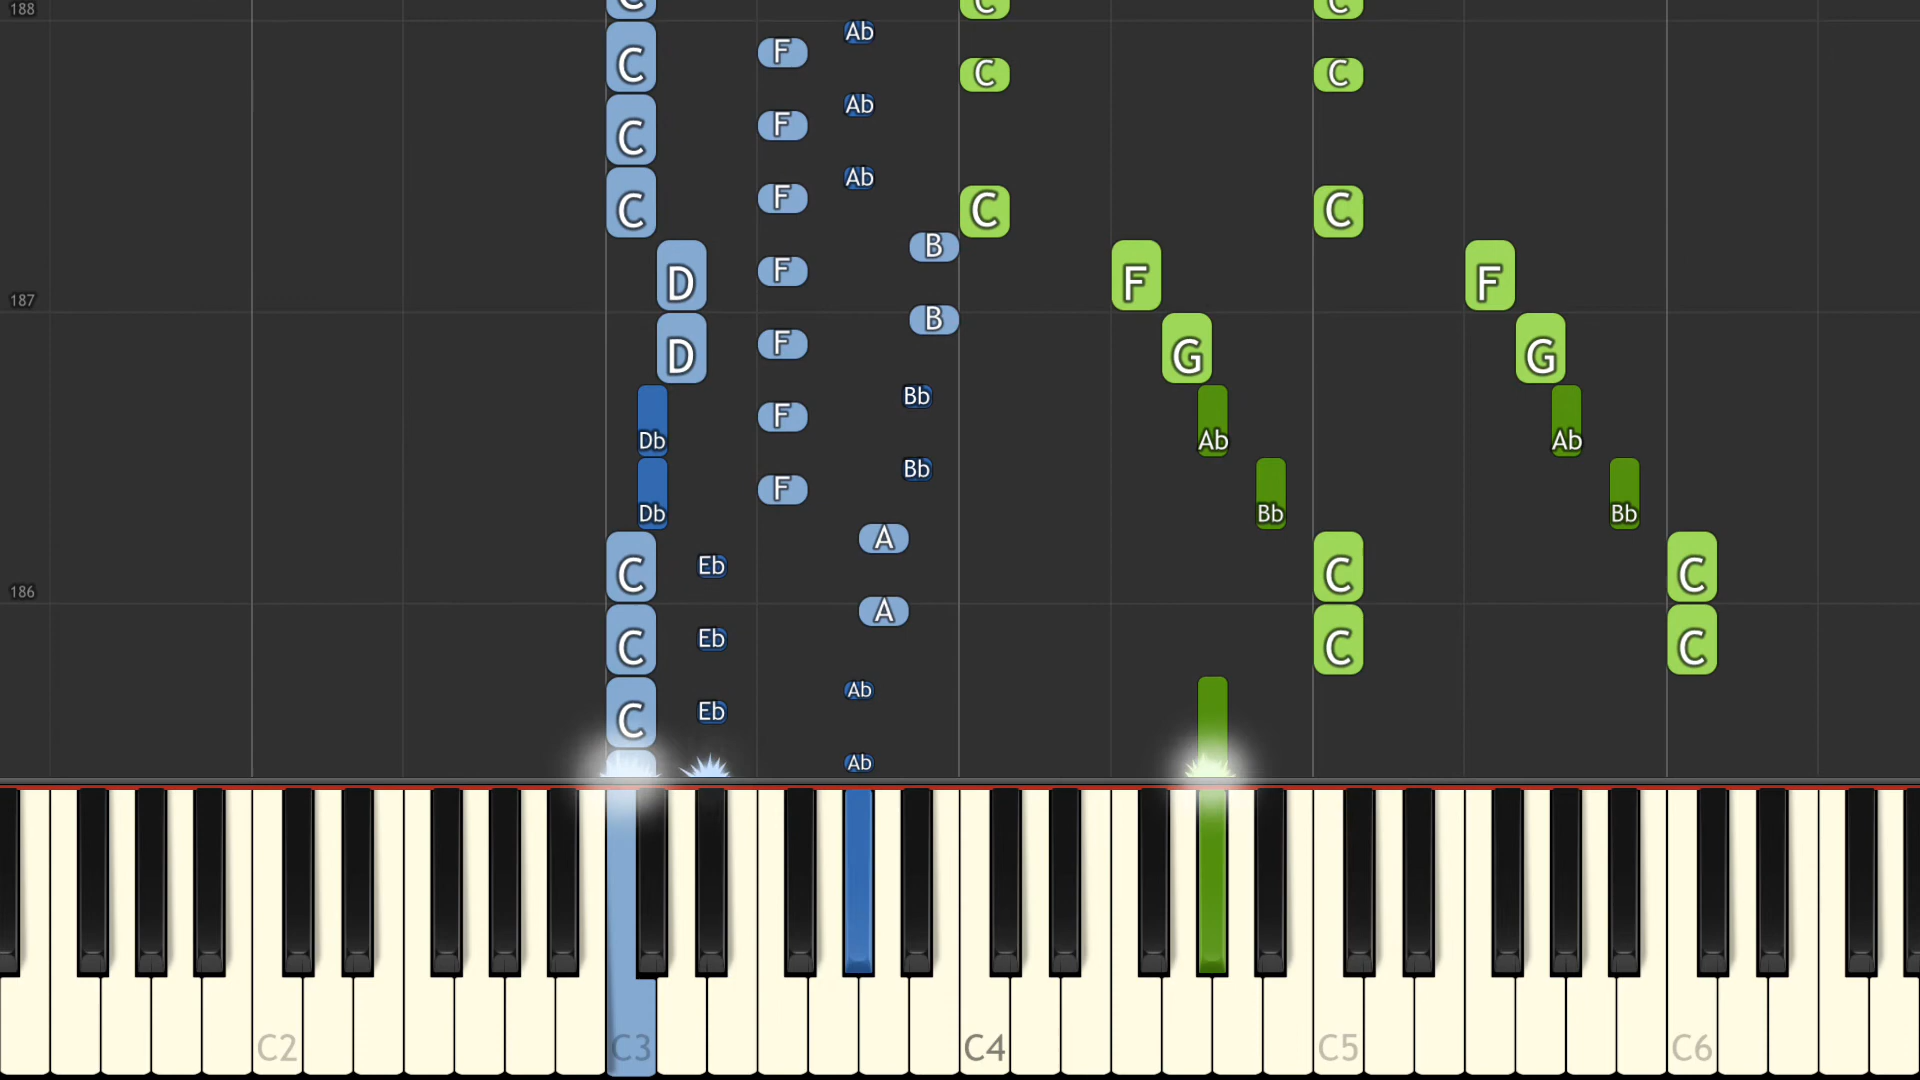 188 C C C
Ab
C F
C C
Ab
C F
Ab
C F C C
B
D F F F
187
B
D F G G
Bb
F
Db Ab Ab
Bb
F
Db Bb Bb
A
Eb
C C C
186
A
Eb
C C C
Ab
Eb
C
Ab
C2 C3 C4 C5 C6